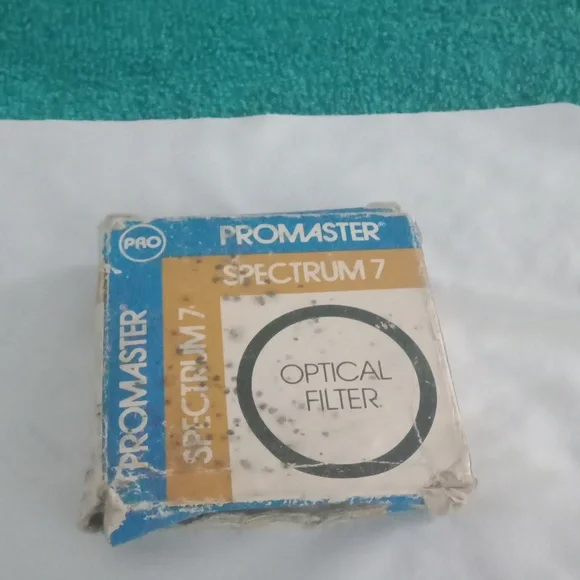 PRO
PROMASTER®
SPECTRUM 7
OPTICAL
FILTER
PROMASTER®
SPECTRUM 7